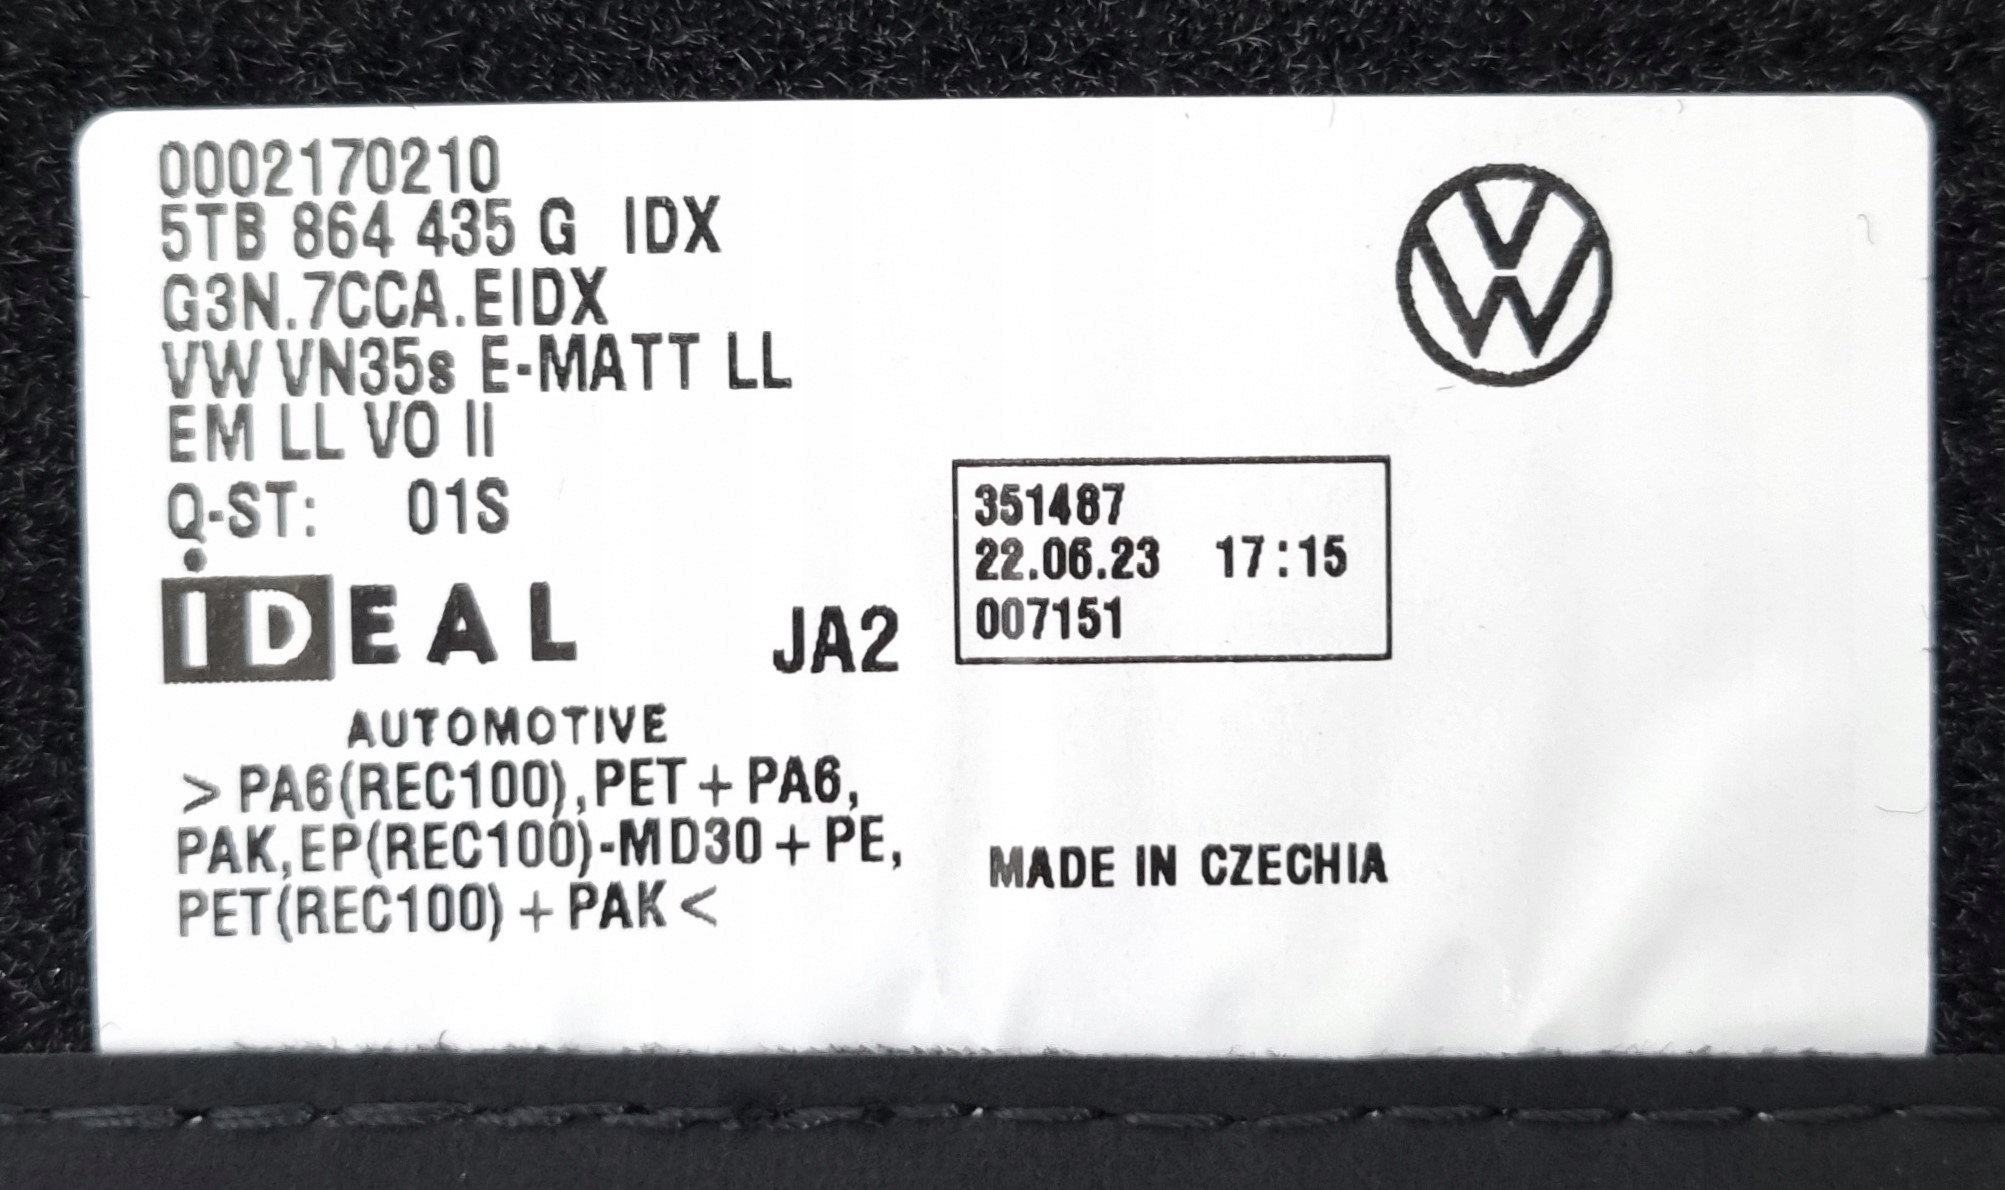 0002170210
5TB 864 435 G IDX
G3N.7CCA.EIDX
VW VN35s E-MATT LL
EM LL VO II
Q-ST: 01S
351487
22.06.23 17:15
007151
IDEAL
JA2
AUTOMOTIVE
> PA6(REC100),PET + PA6,
PAK,EP(REC100)-MD30 + PE,
PET(REC100) + PAK <
MADE IN CZECHIA
VW